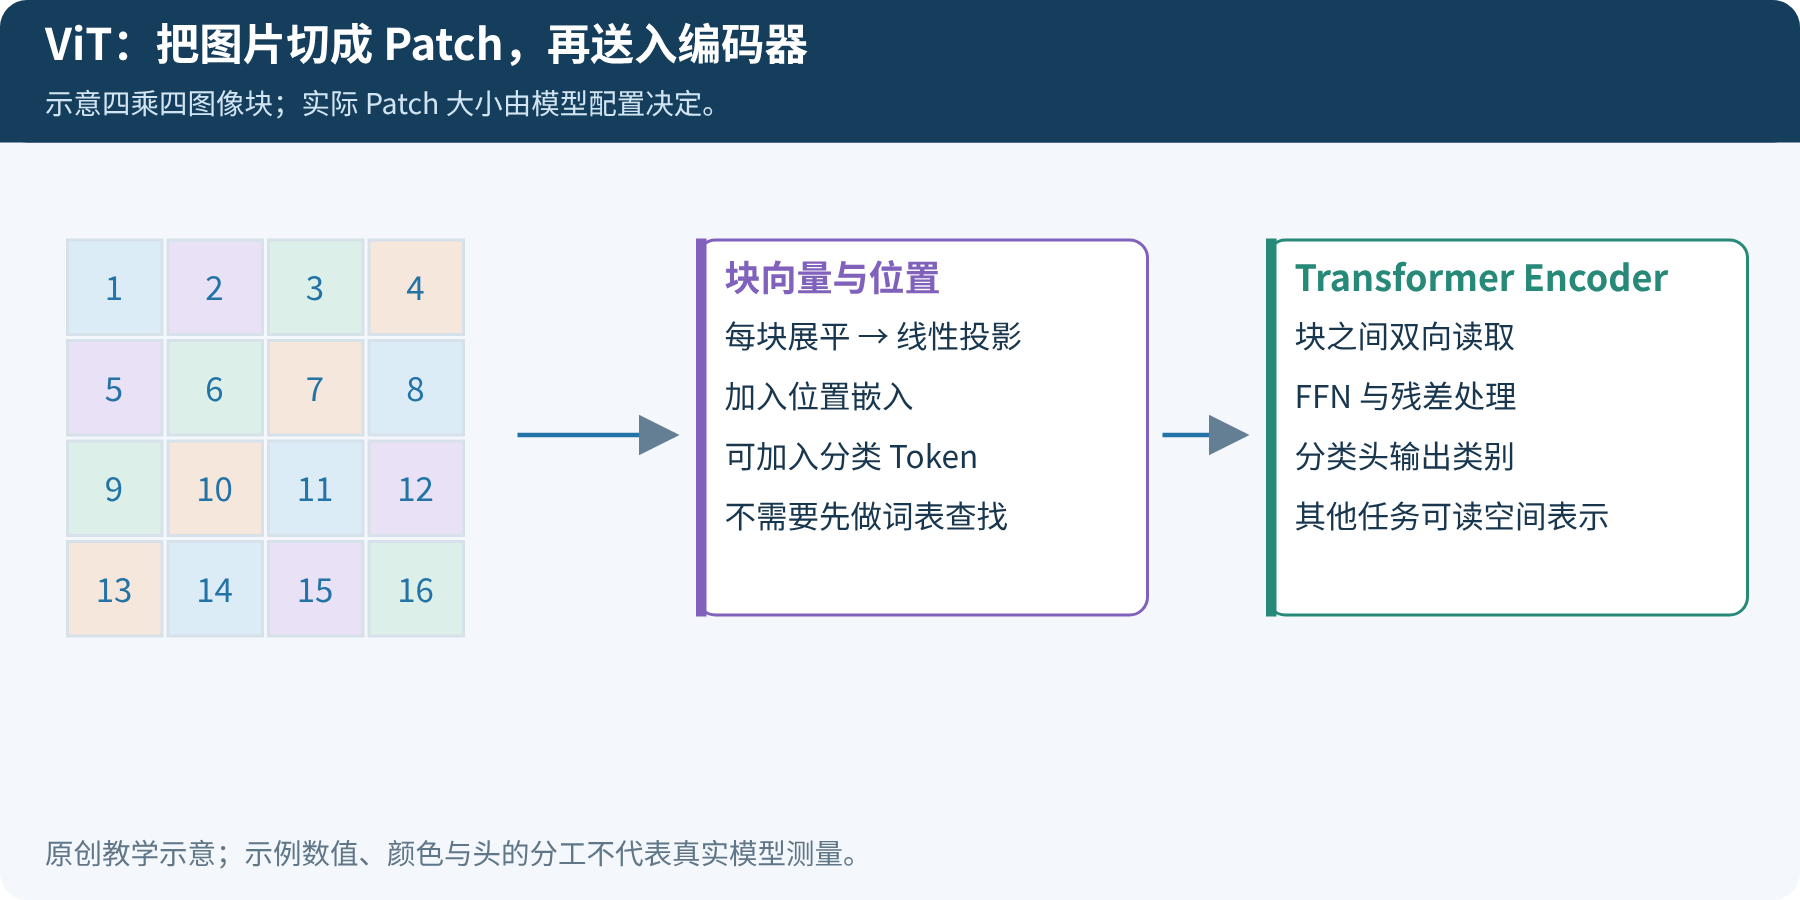 ViT：把图片切成 Patch，再送入编码器
示意四乘四图像块；实际 Patch 大小由模型配置决定。
1 2 3 4
5 6 7 8
9 10 11 12
13 14 15 16
块向量与位置
每块展平 → 线性投影
加入位置嵌入
可加入分类 Token
不需要先做词表查找
Transformer Encoder
块之间双向读取
FFN 与残差处理
分类头输出类别
其他任务可读空间表示
原创教学示意；示例数值、颜色与头的分工不代表真实模型测量。